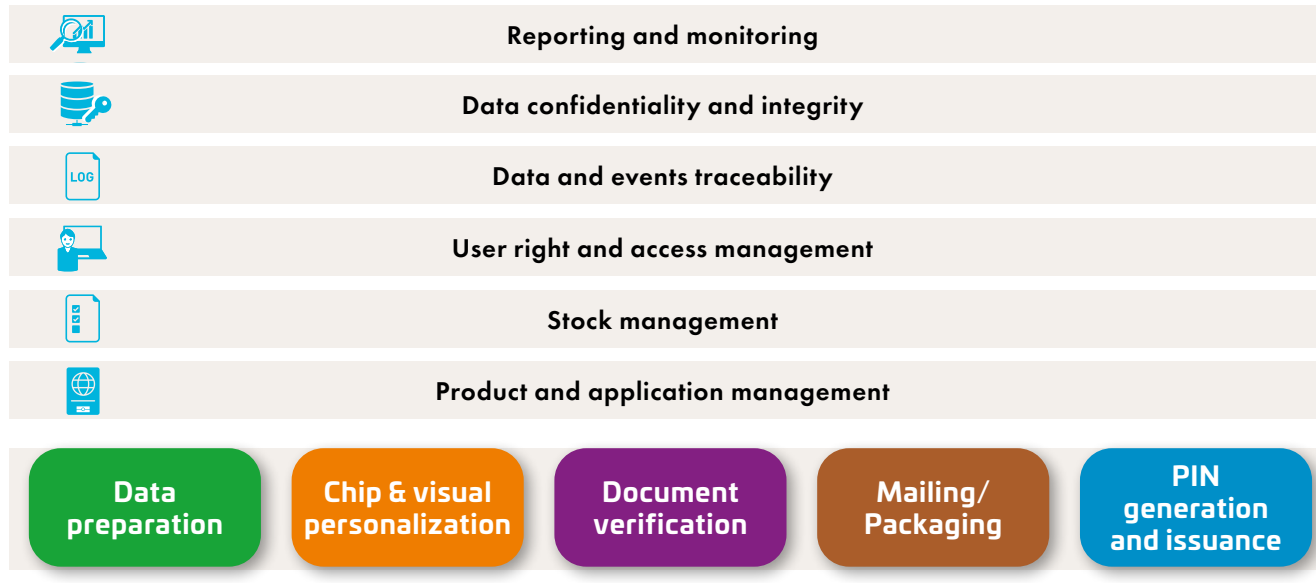 Reporting and monitoring
Data confidentiality and integrity
LOG
Data and events traceability
User right and access management
Stock management
Product and application management
Data
preparation
Chip & visual
personalization
Document
verification
Mailing/
Packaging
PIN
generation
and issuance